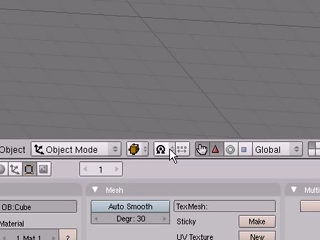 Object Object Mode Global
1
Mesh Multi
OB:Cube Auto Smooth TexMesh:
Degr: 30 Sticky Make
Material
1 Mat 1 ? UV Texture New